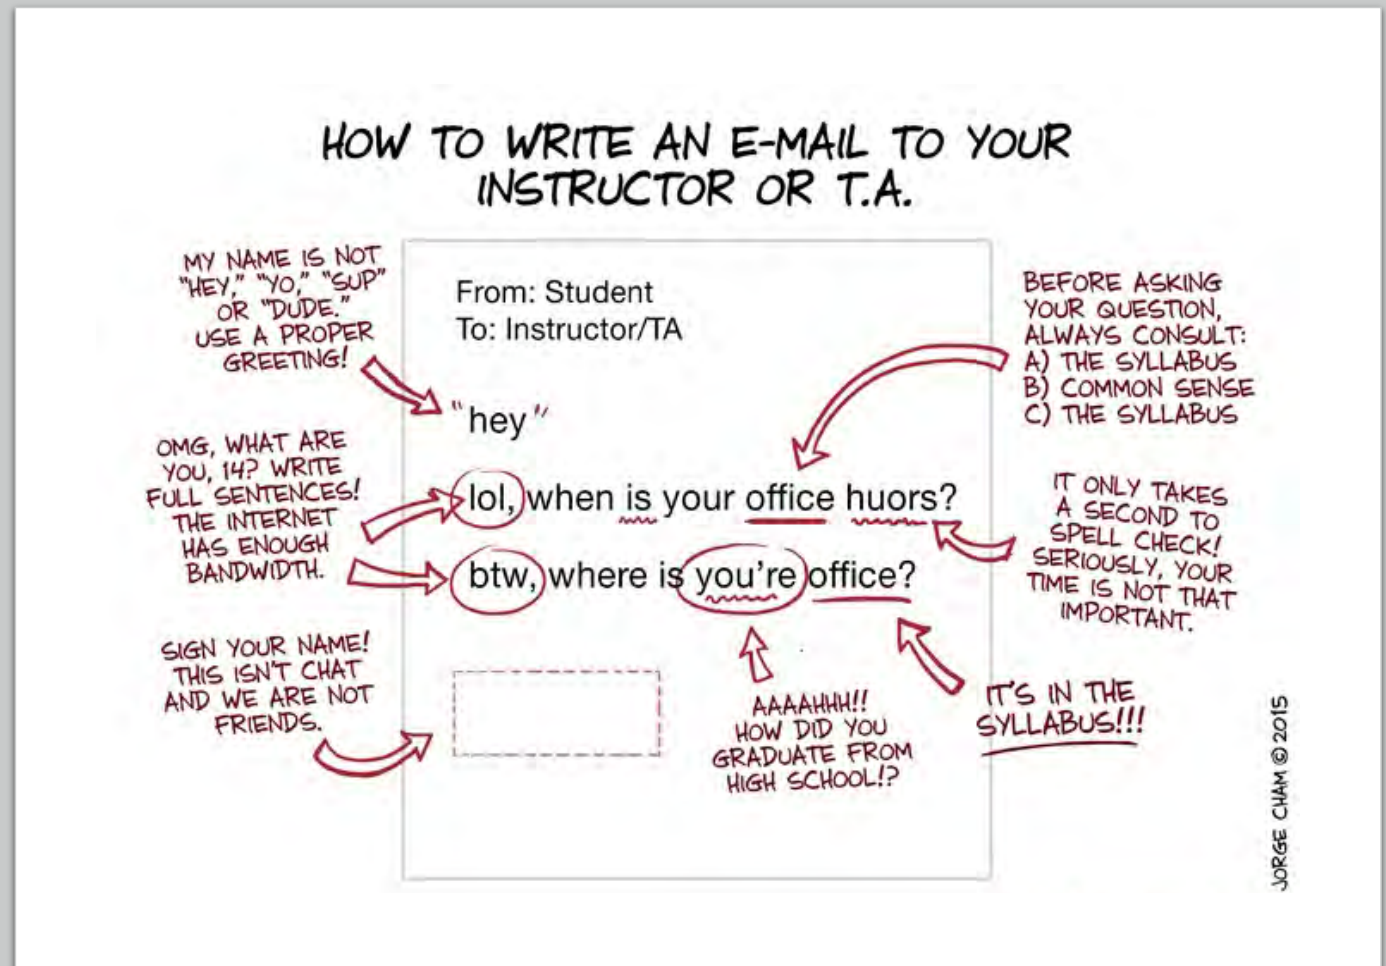 HOW TO WRITE AN E-MAIL TO YOUR
INSTRUCTOR OR T.A.
MY NAME IS NOT
"HEY," "YO," "SUP"
OR "DUDE."
USE A PROPER
GREETING!
OMG, WHAT ARE
YOU, 14? WRITE
FULL SENTENCES!
THE INTERNET
HAS ENOUGH
BANDWIDTH.
SIGN YOUR NAME!
THIS ISN'T CHAT
AND WE ARE NOT
FRIENDS.
From: Student
To: Instructor/TA
"hey"
lol, when is your office huors?
btw, where is you're office?
AAAAHHH!!
HOW DID YOU
GRADUATE FROM
HIGH SCHOOL!?
BEFORE ASKING
YOUR QUESTION,
ALWAYS CONSULT:
A) THE SYLLABUS
B) COMMON SENSE
C) THE SYLLABUS
IT ONLY TAKES
A SECOND TO
SPELL CHECK!
SERIOUSLY, YOUR
TIME IS NOT THAT
IMPORTANT.
IT'S IN THE
SYLLABUS!!!
JORGE CHAM © 2015